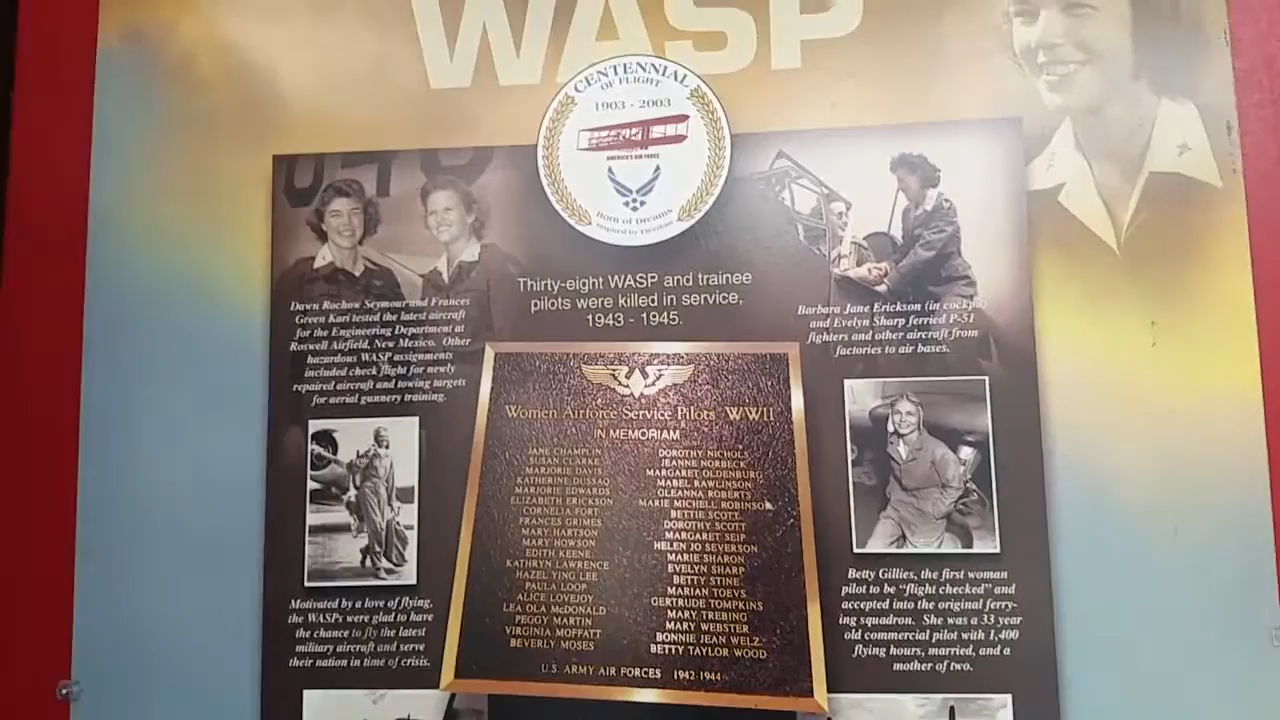 WASP
CENTENNIAL
OF FLIGHT
1903 - 2003
AMERICA'S AIR FORCE
Born of Dreams
Inspired by Freedom
Dawn Rochow Seymour and Frances
Green Kari tested the latest aircraft
for the Engineering Department at
Roswell Airfield, New Mexico. Other
hazardous WASP assignments
included check flight for newly
repaired aircraft and towing targets
for aerial gunnery training.
Thirty-eight WASP and trainee
pilots were killed in service,
1943 - 1945.
Barbara Jane Erickson (in cockpit)
and Evelyn Sharp ferried P-51
fighters and other aircraft from
factories to air bases.
Women Airforce Service Pilots WWII
IN MEMORIAM
JANE CHAMPLIN
SUSAN CLARKE
MARJORIE DAVIS
KATHERINE DUSSAQ
MARJORIE EDWARDS
ELIZABETH ERICKSON
CORNELIA FORT
FRANCES GRIMES
MARY HARTSON
MARY HOWSON
EDITH KEENE
KATHRYN LAWRENCE
HAZEL YING LEE
PAULA LOOP
ALICE LOVEJOY
LEA OLA McDONALD
PEGGY MARTIN
VIRGINIA MOFFATT
BEVERLY MOSES
DOROTHY NICHOLS
JEANNE NORBECK
MARGARET OLDENBURG
MABEL RAWLINSON
GLEANNA ROBERTS
MARIE MICHELL ROBINSON
BETTIE SCOTT
DOROTHY SCOTT
MARGARET SEIP
HELEN JO SEVERSON
MARIE SHARON
EVELYN SHARP
BETTY STINE
MARIAN TOEVS
GERTRUDE TOMPKINS
MARY TREBING
MARY WEBSTER
BONNIE JEAN WELZ
BETTY TAYLOR WOOD
U.S. ARMY AIR FORCES 1942-1944
Motivated by a love of flying,
the WASPs were glad to have
the chance to fly the latest
military aircraft and serve
their nation in time of crisis.
Betty Gillies, the first woman
pilot to be "flight checked" and
accepted into the original ferry-
ing squadron. She was a 33 year
old commercial pilot with 1,400
flying hours, married, and a
mother of two.